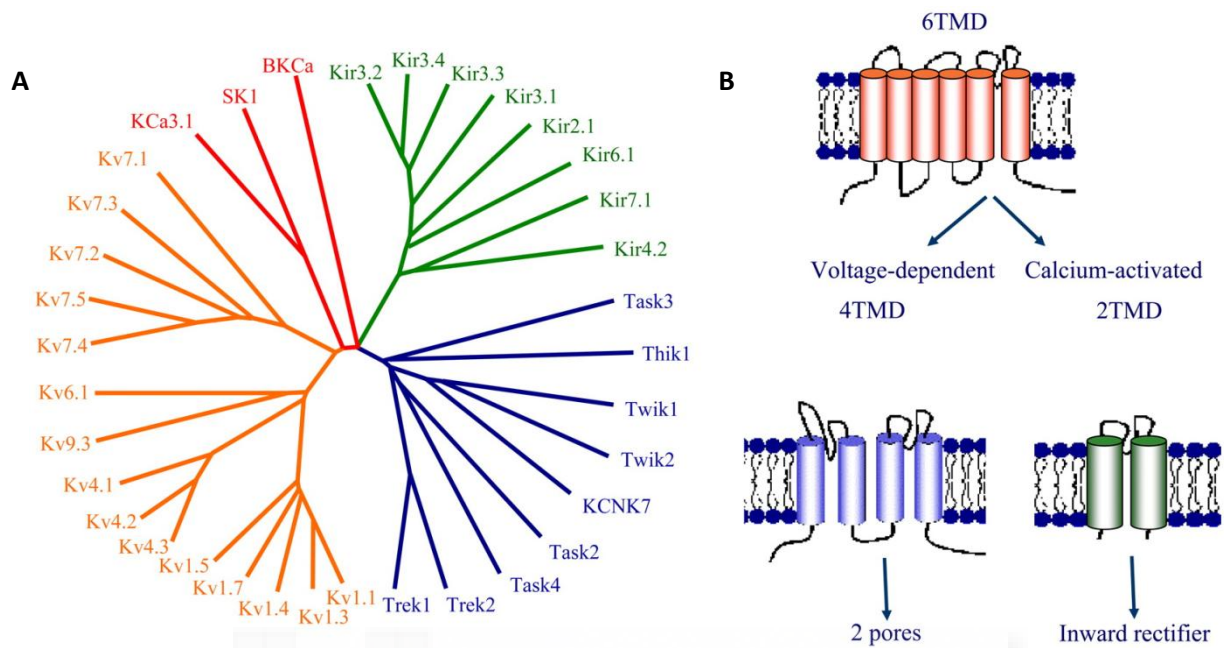 A
BKCa
SK1
KCa3.1
Kir3.2
Kir3.4
Kir3.3
Kir3.1
Kir2.1
Kir6.1
Kir7.1
Kir4.2
Kv7.1
Kv7.3
Kv7.2
Kv7.5
Kv7.4
Kv6.1
Kv9.3
Kv4.1
Kv4.2
Kv4.3
Kv1.5
Kv1.7
Kv1.4
Kv1.3
Kv1.1
Task3
Thik1
Twik1
Twik2
KCNK7
Task2
Task4
Trek2
Trek1
B
6TMD
Voltage-dependent
Calcium-activated
4TMD
2TMD
2 pores
Inward rectifier